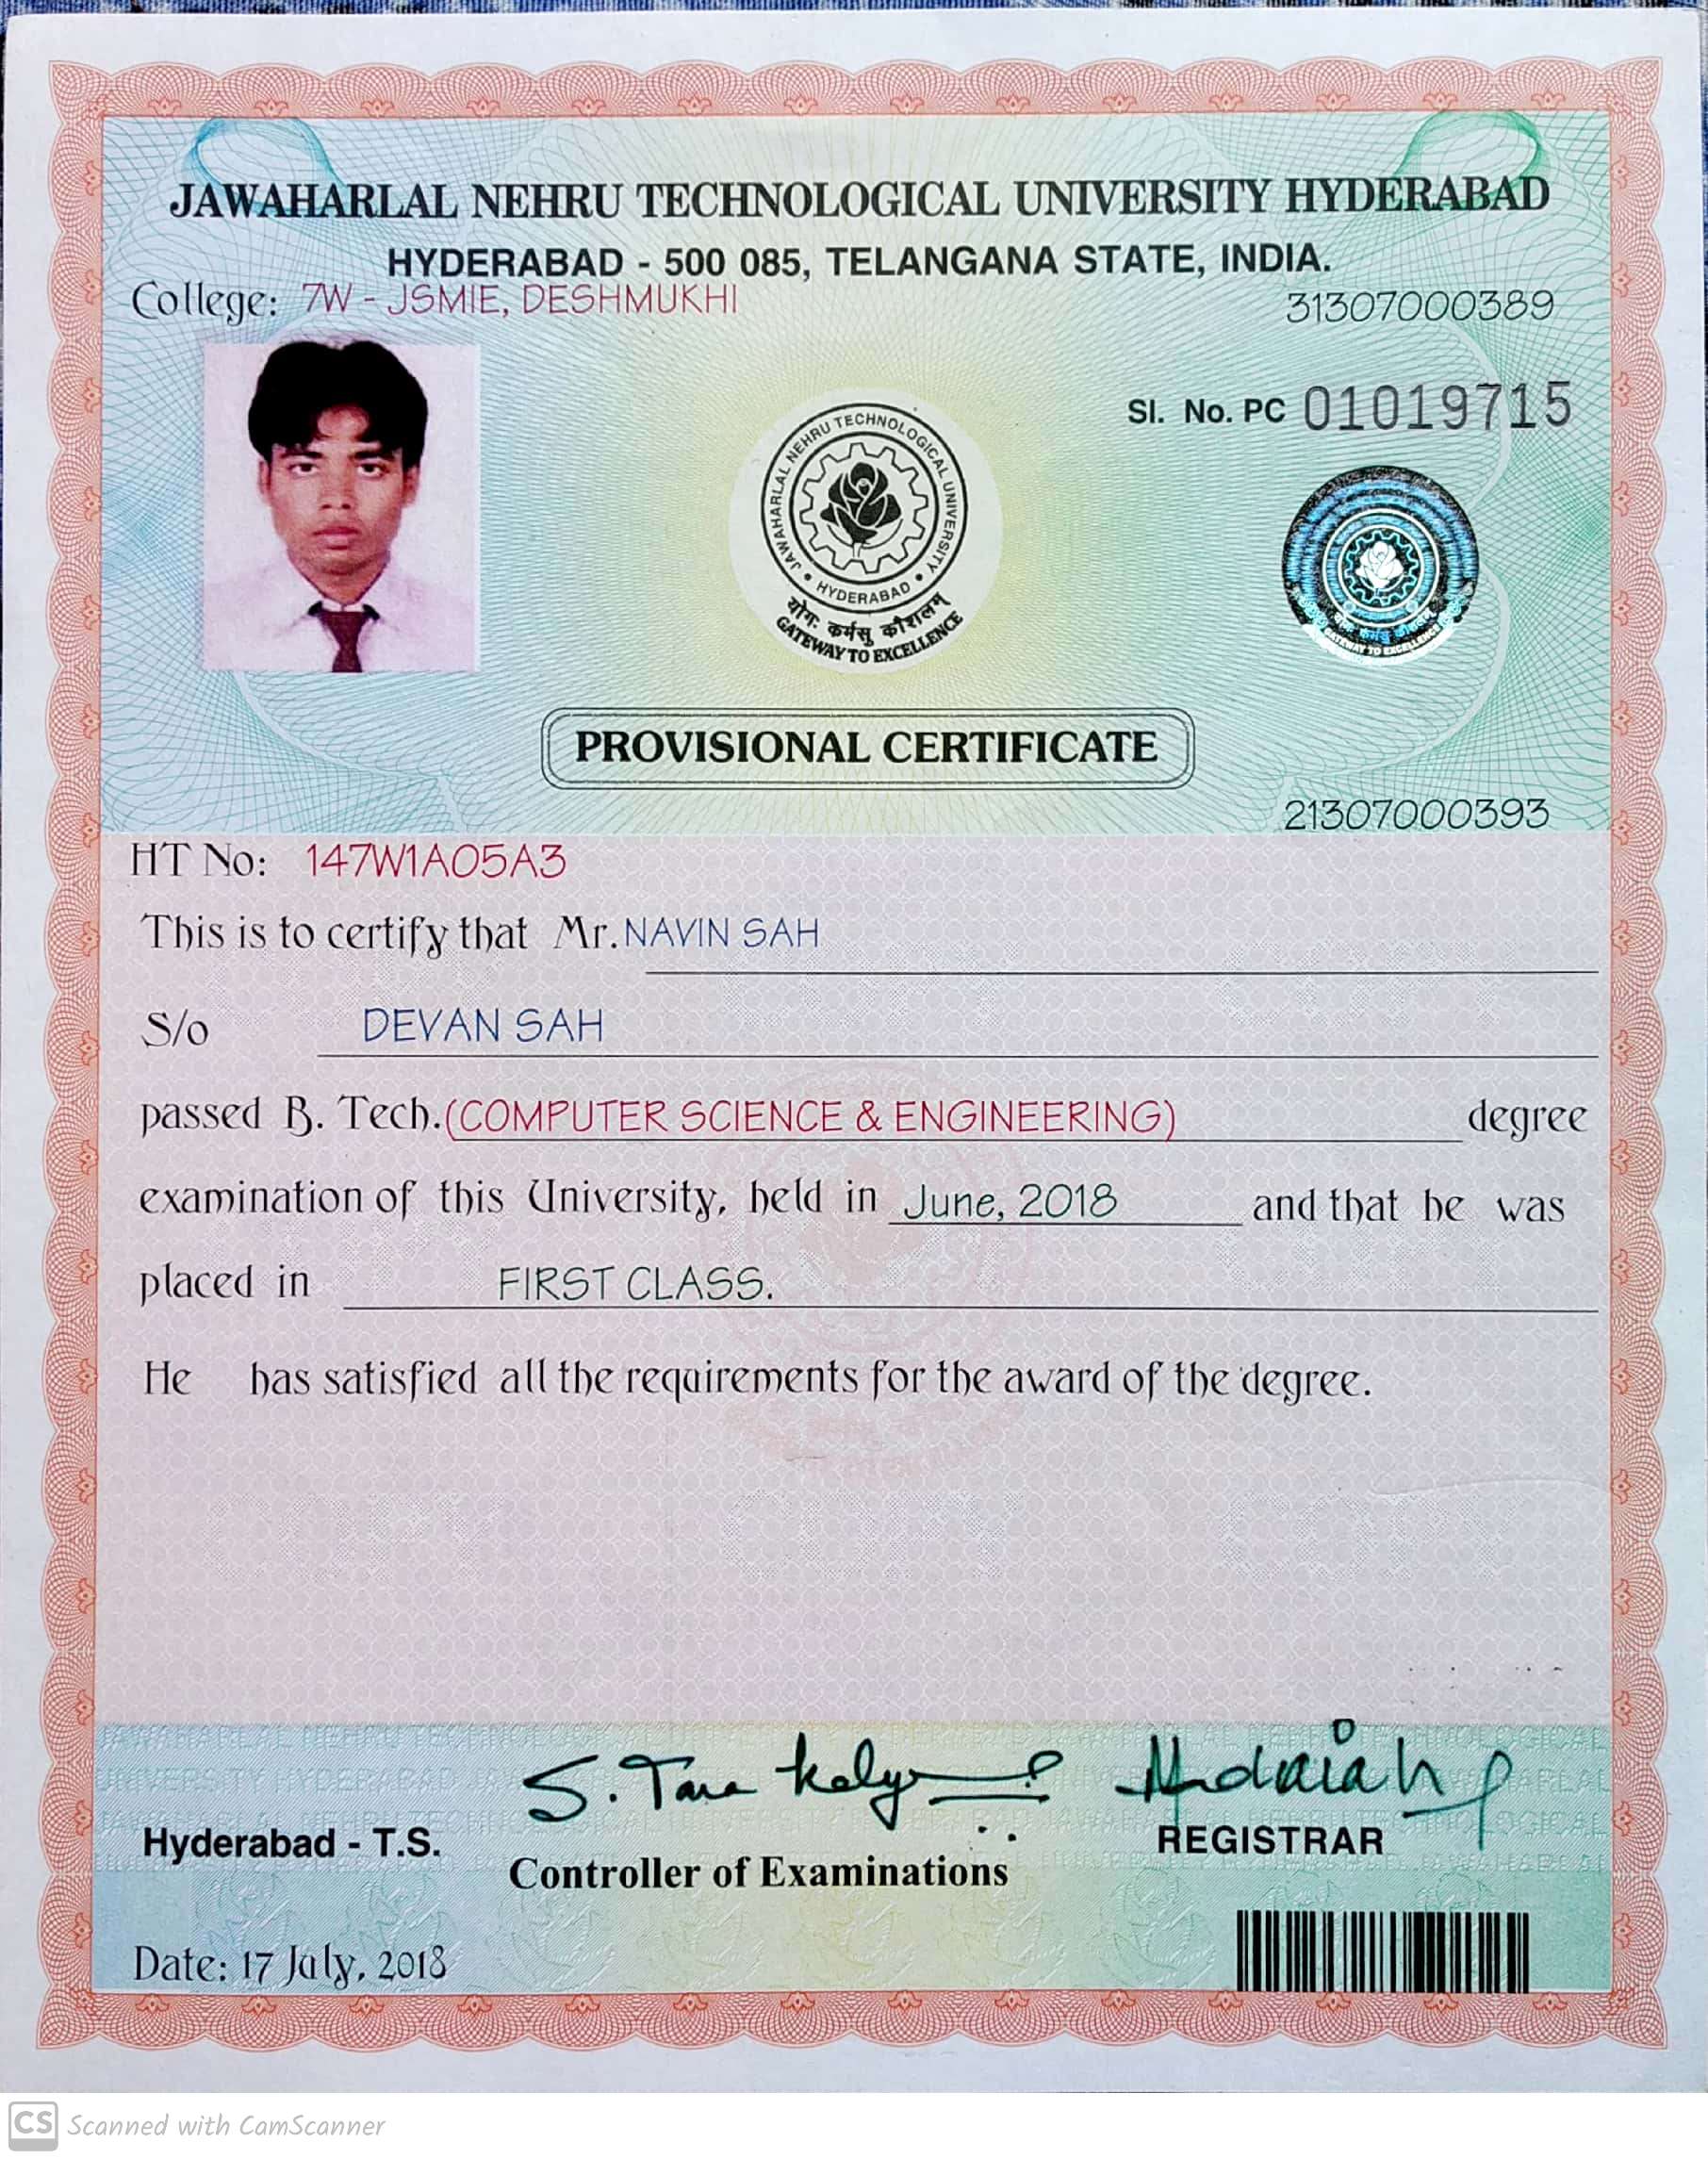 JAWAHARLAL NEHRU TECHNOLOGICAL UNIVERSITY HYDERABAD
HYDERABAD - 500 085, TELANGANA STATE, INDIA.
College: 7W - JSMIE, DESHMUKHI
31307000389
Sl. No. PC 01019715
JAWAHARLAL NEHRU TECHNOLOGICAL UNIVERSITY
• HYDERABAD •
योगः कर्मसु कौशलम्
GATEWAY TO EXCELLENCE
PROVISIONAL CERTIFICATE
21307000393
HT No: 147W1A05A3
This is to certify that Mr. NAVIN SAH
S/o DEVAN SAH
passed B. Tech.(COMPUTER SCIENCE & ENGINEERING) degree
examination of this University, held in June, 2018 and that he was
placed in FIRST CLASS.
He has satisfied all the requirements for the award of the degree.
COPY COPY COPY
S. Tara Kalyani
Hyderabad - T.S.
Controller of Examinations
REGISTRAR
Date: 17 July, 2018
CS Scanned with CamScanner